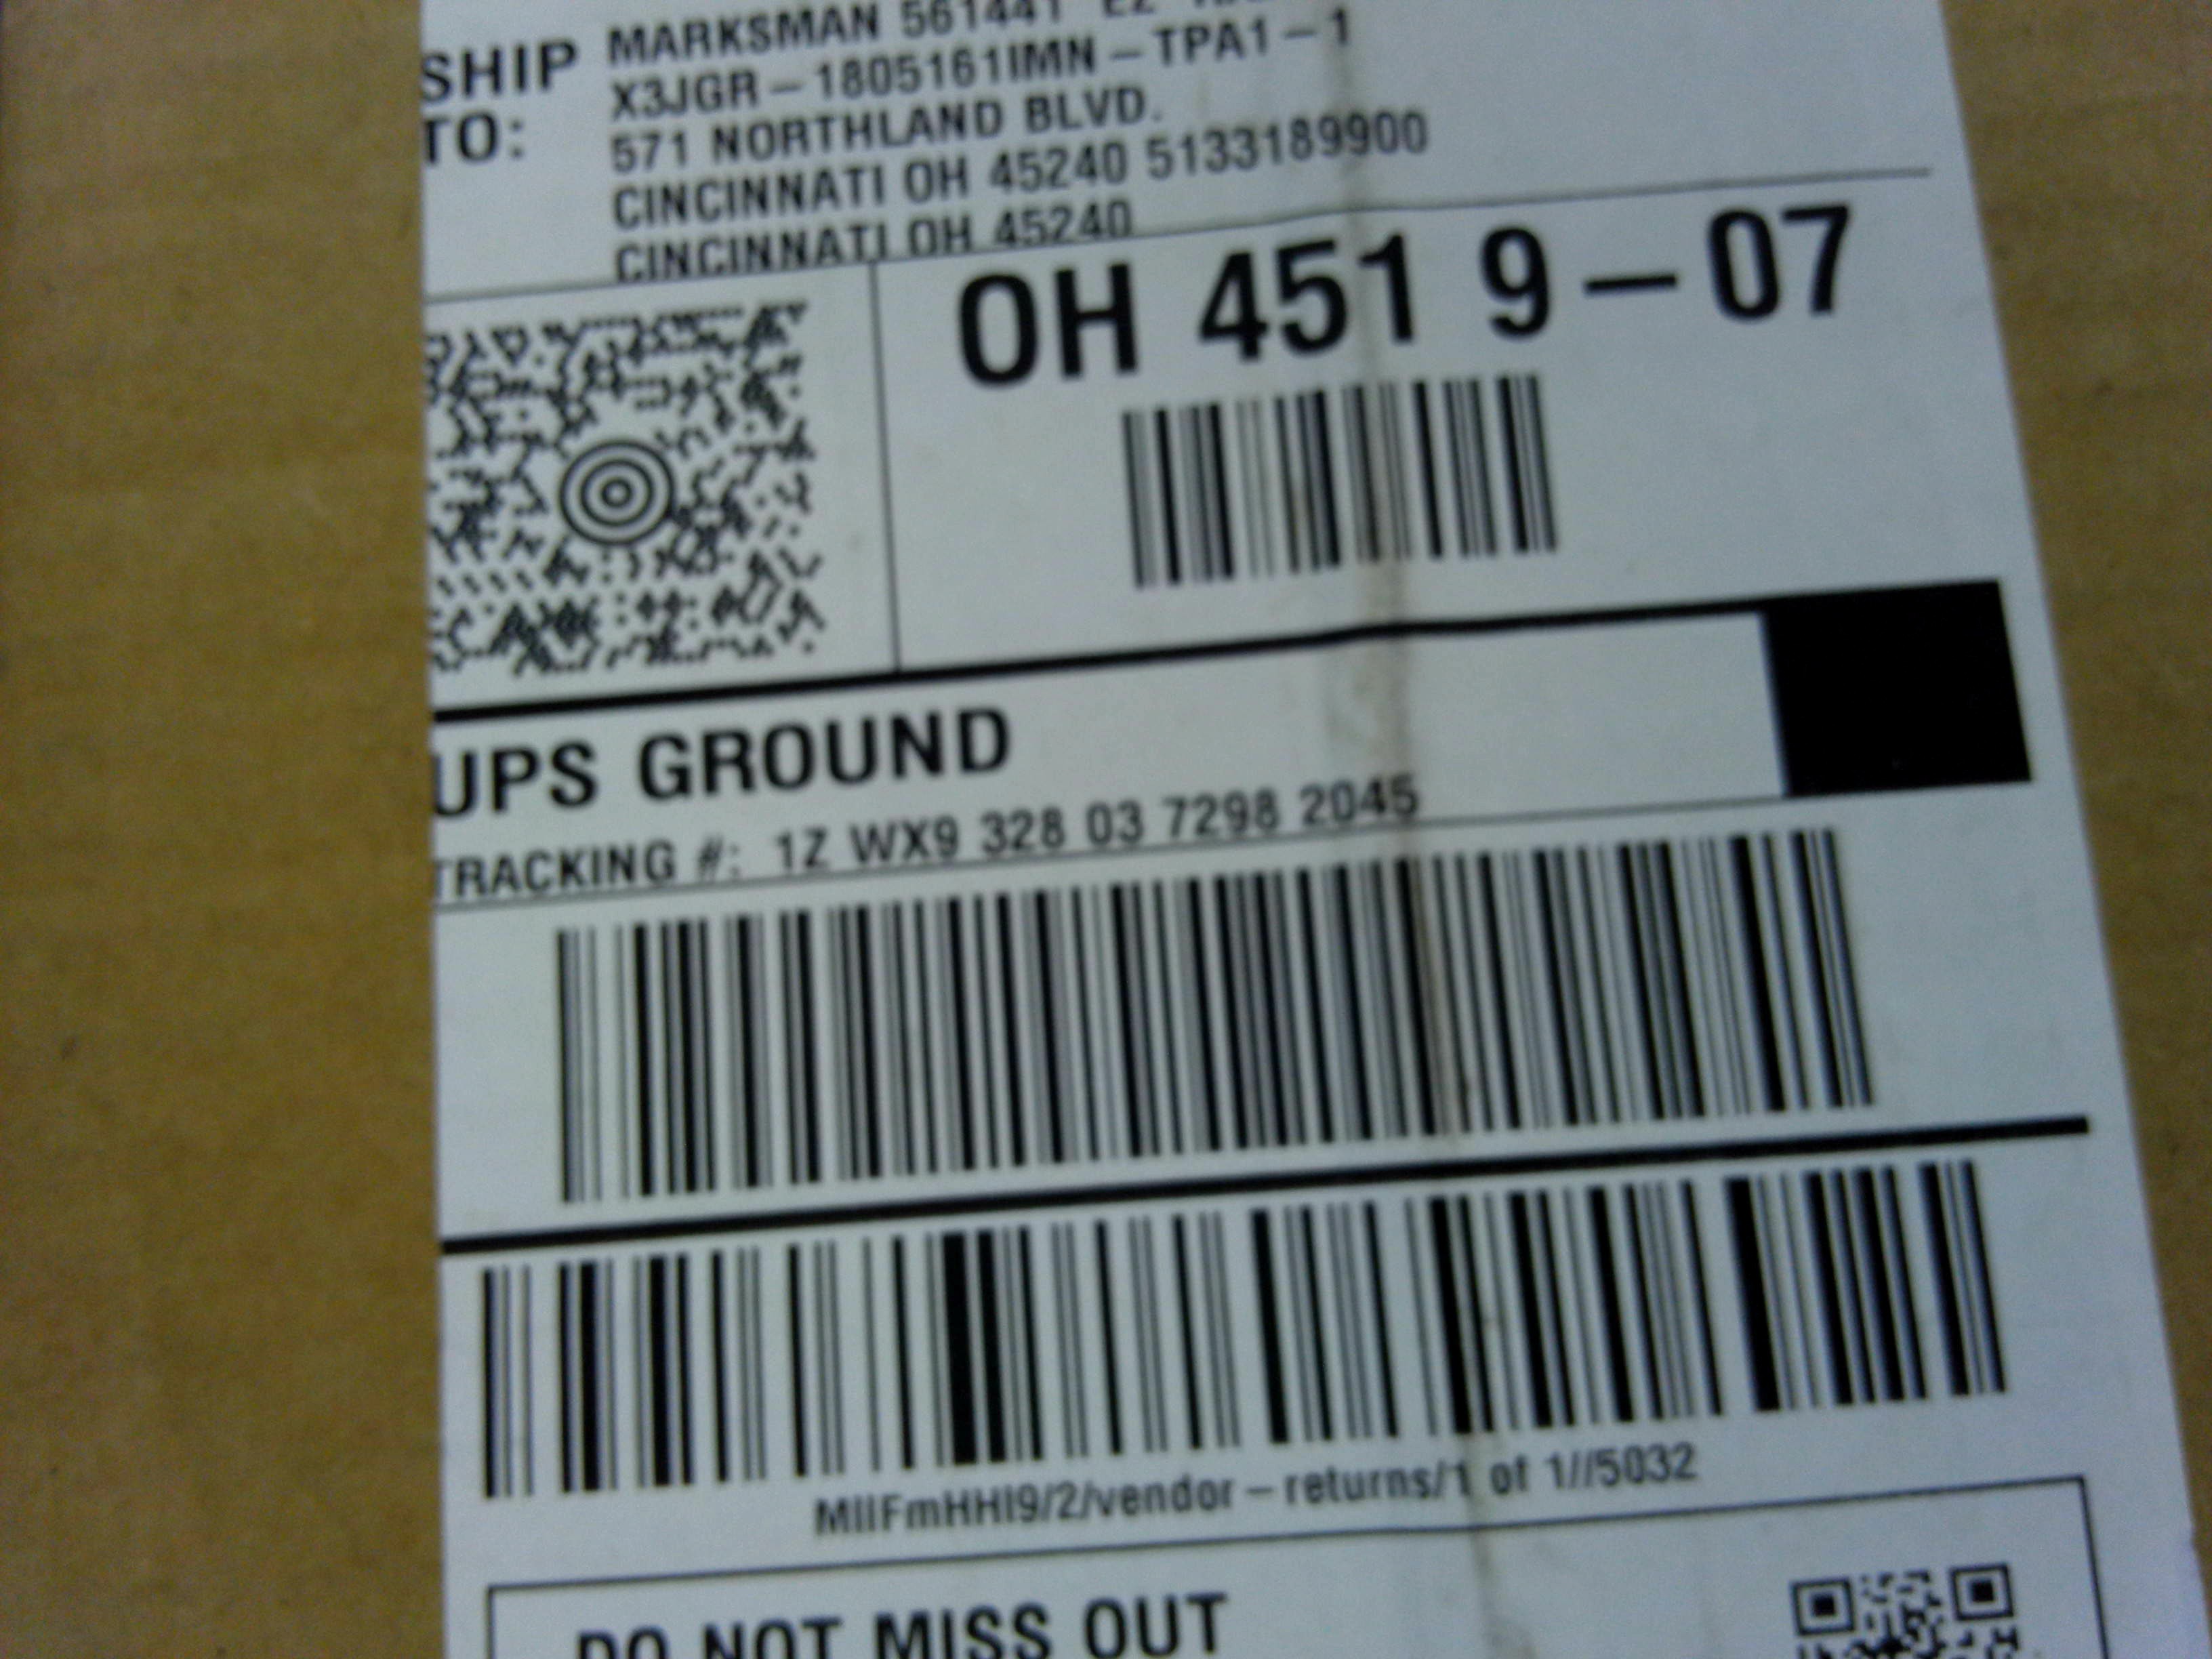 SHIP TO:
MARKSMAN 561441 EZ
X3JGR-1805161IMN-TPA1-1
571 NORTHLAND BLVD.
CINCINNATI OH 45240 5133189900
CINCINNATI OH 45240
OH 451 9-07
UPS GROUND
TRACKING #: 1Z WX9 328 03 7298 2045
MIIFmHHI9/2/vendor-returns/1 of 1//5032
DO NOT MISS OUT